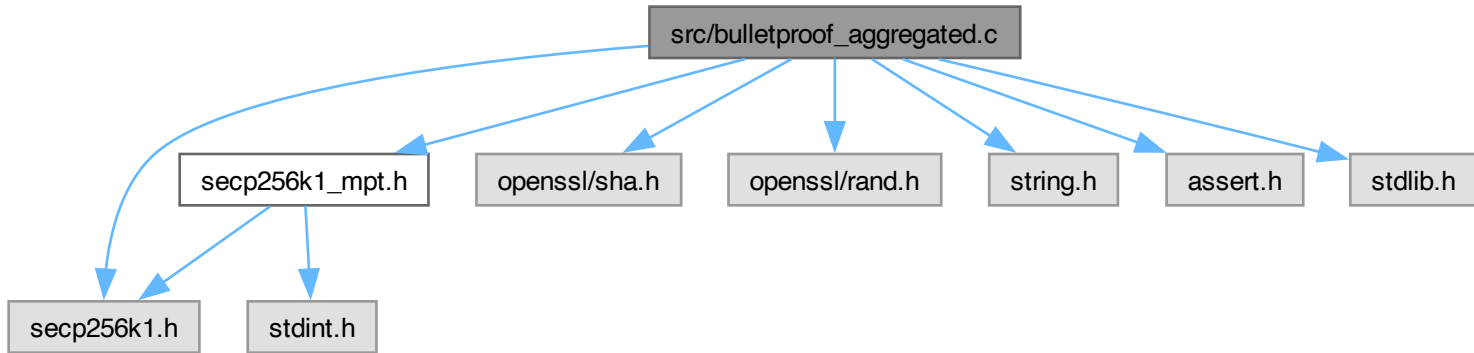 src/bulletproof_aggregated.c
secp256k1_mpt.h
openssl/sha.h
openssl/rand.h
string.h
assert.h
stdlib.h
secp256k1.h
stdint.h